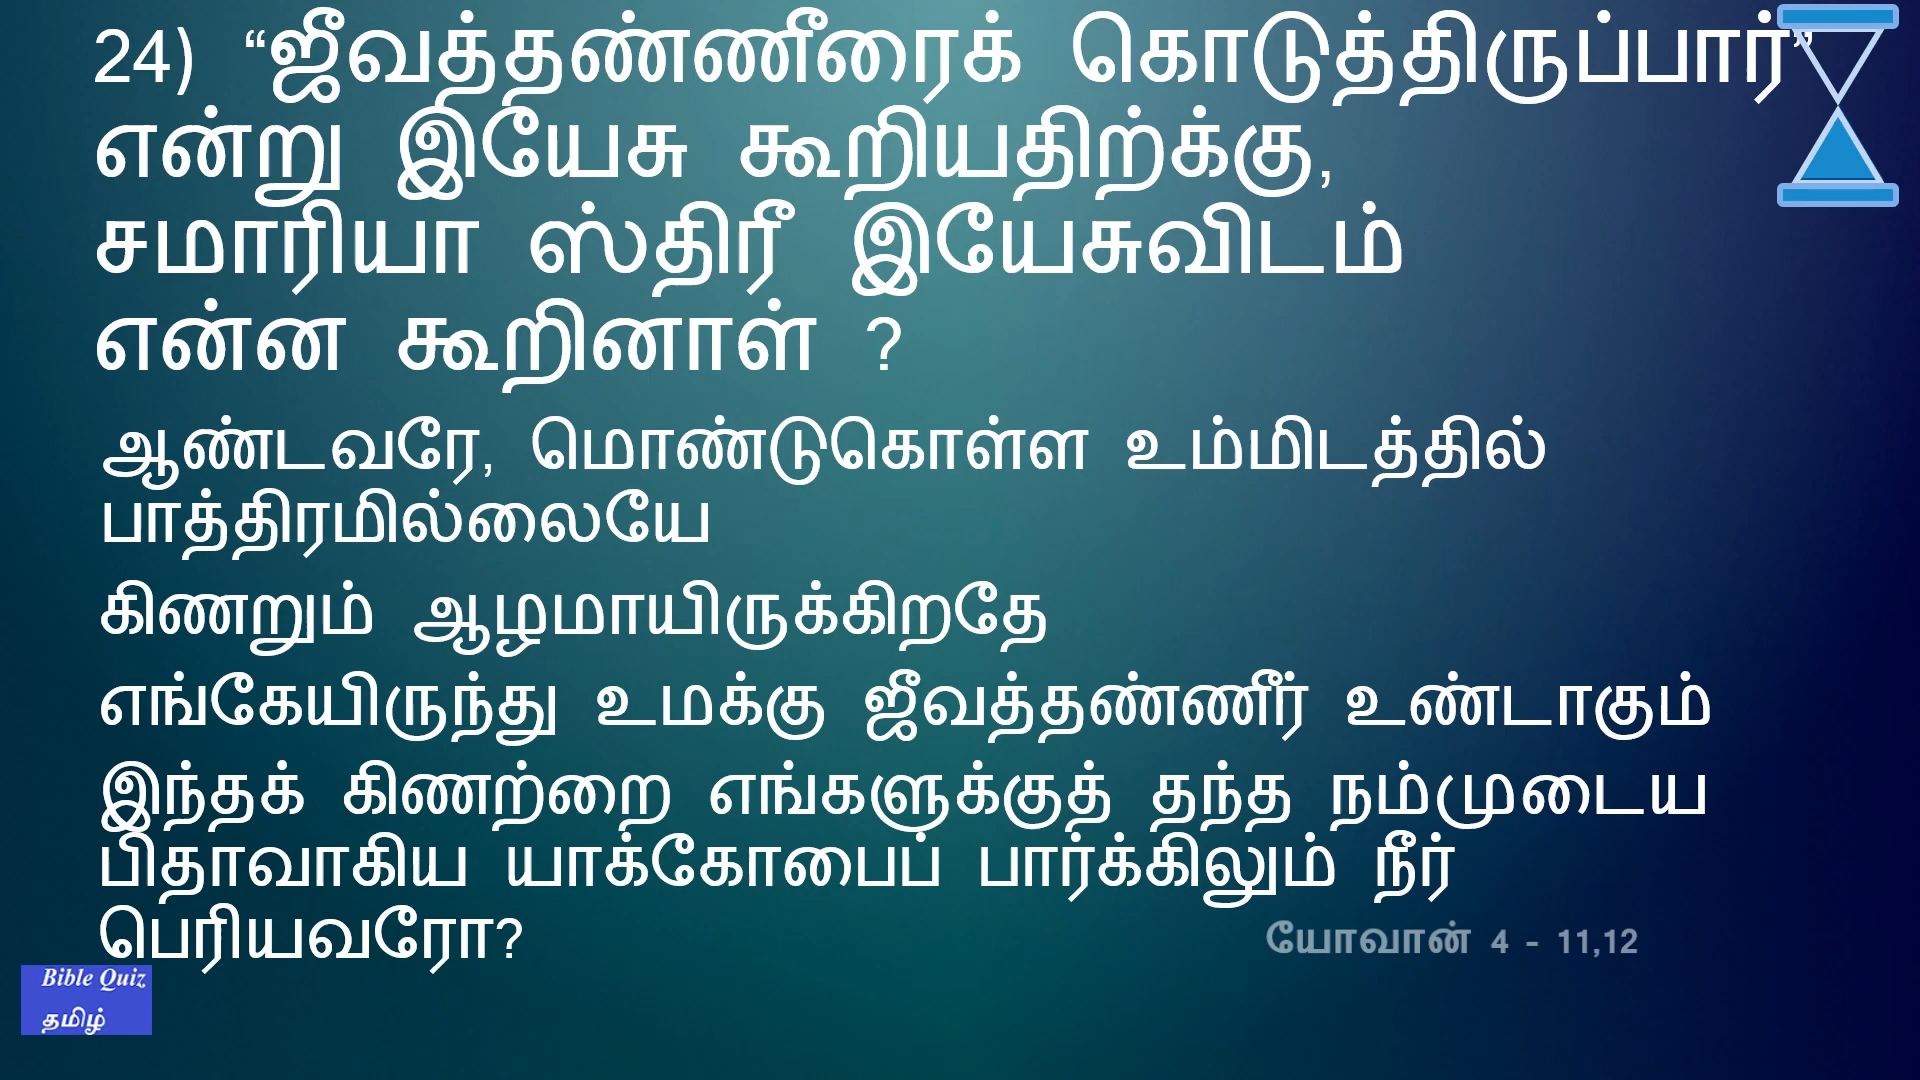 24) “ஜீவத்தண்ணீரைக் கொடுத்திருப்பார்”
என்று இயேசு கூறியதிற்க்கு,
சமாரியா ஸ்திரீ இயேசுவிடம்
என்ன கூறினாள் ?
ஆண்டவரே, மொண்டுகொள்ள உம்மிடத்தில்
பாத்திரமில்லையே
கிணறும் ஆழமாயிருக்கிறதே
எங்கேயிருந்து உமக்கு ஜீவத்தண்ணீர் உண்டாகும்
இந்தக் கிணற்றை எங்களுக்குத் தந்த நம்முடைய
பிதாவாகிய யாக்கோபைப் பார்க்கிலும் நீர்
பெரியவரோ?
யோவான் 4 - 11,12
Bible Quiz
தமிழ்